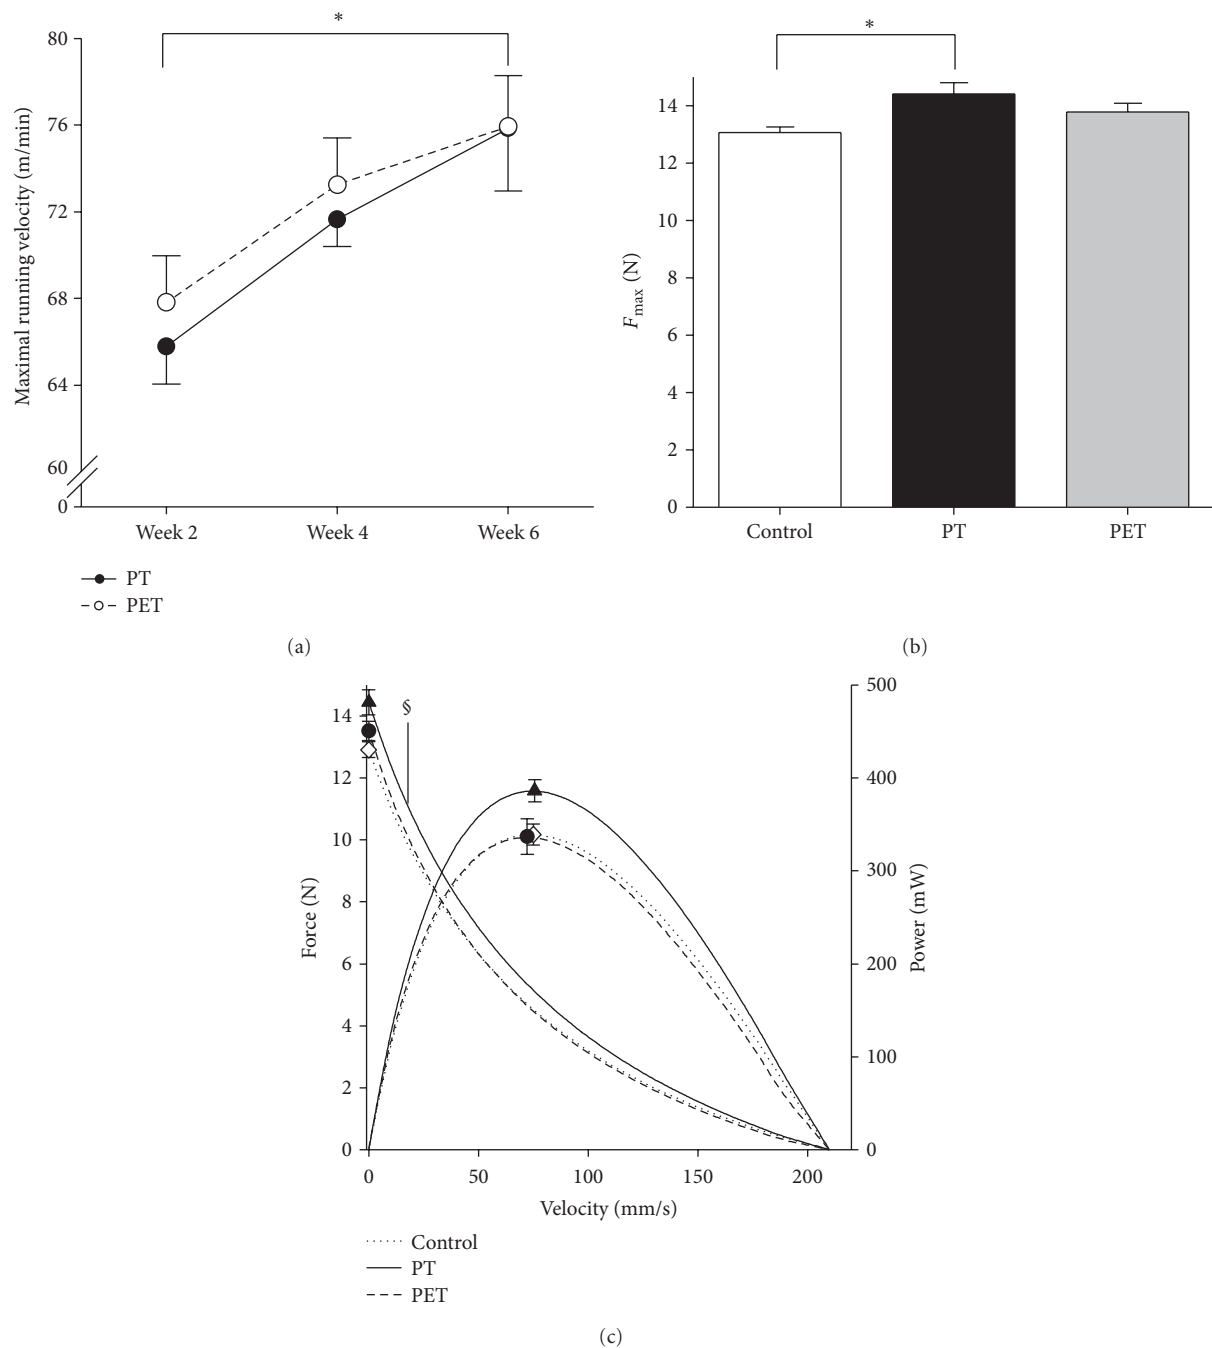 *
80
76
72
68
64
60
0
Maximal running velocity (m/min)
Week 2 Week 4 Week 6
PT
PET
(a)
*
14
12
10
8
6
4
2
0
F max (N)
Control PT PET
(b)
§
14
12
10
8
6
4
2
0
Force (N)
500
400
300
200
100
0
Power (mW)
0 50 100 150 200
Velocity (mm/s)
Control
PT
PET
(c)